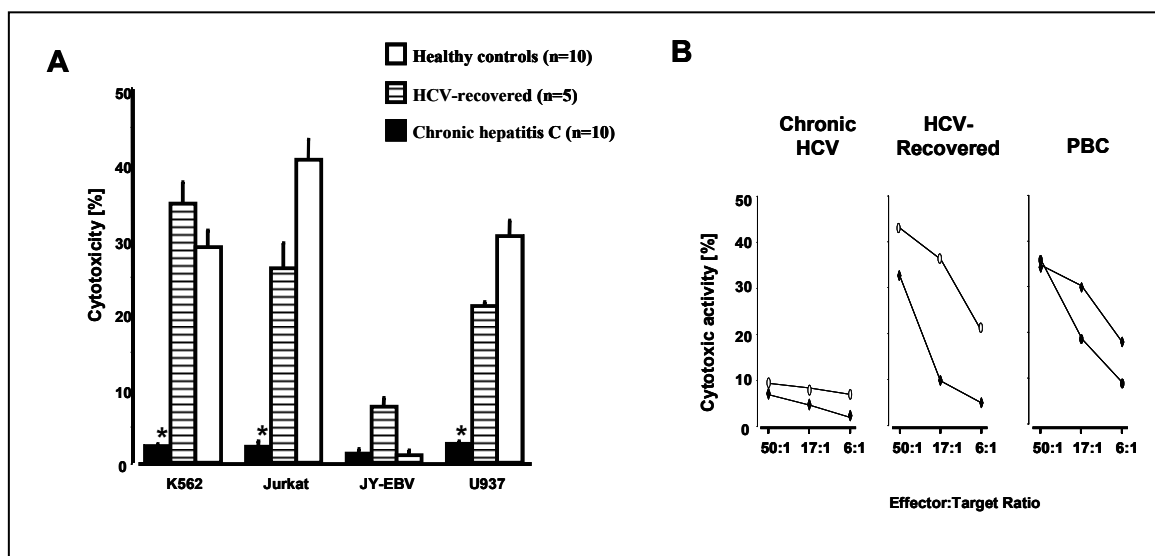 A
Healthy controls (n=10)
HCV-recovered (n=5)
Chronic hepatitis C (n=10)
Cytotoxicity [%]
50
40
30
20
10
0
*
*
*
K562
Jurkat
JY-EBV
U937
B
Chronic
HCV
HCV-
Recovered
PBC
Cytotoxic activity [%]
50
40
30
20
10
0
50:1 17:1 6:1
50:1 17:1 6:1
50:1 17:1 6:1
Effector:Target Ratio